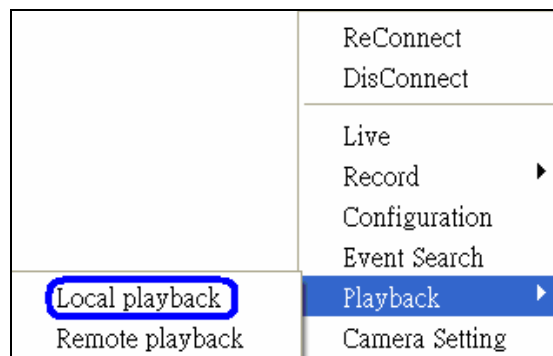 ReConnect
DisConnect
Live
Record
Configuration
Event Search
Playback
Local playback
Remote playback
Camera Setting